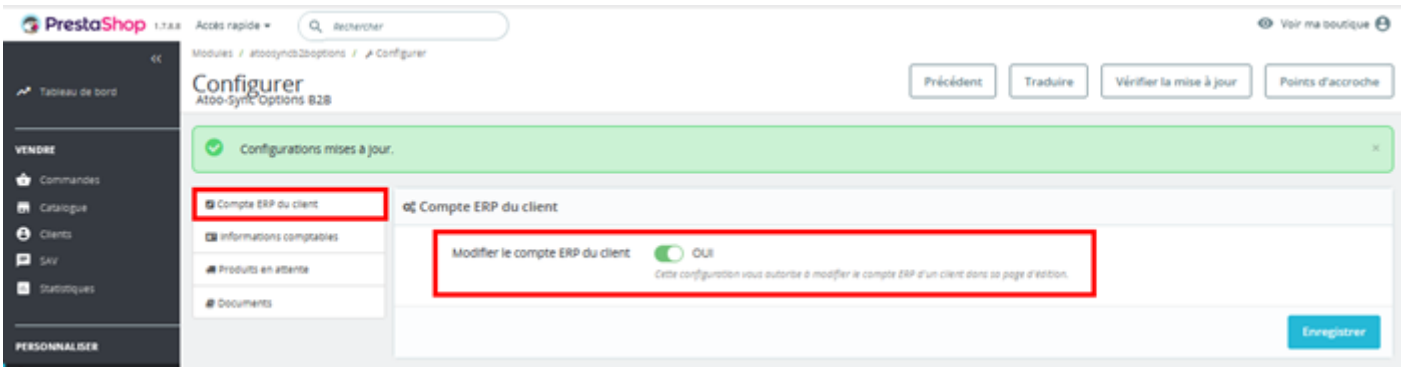 PrestaShop 1.7.8.8 Accès rapide Rechercher Voir ma boutique
Modules / atoosyncb2boptions / Configurer
Configurer
Atoo-Sync Options B2B
Précédent Traduire Vérifier la mise à jour Points d'accroche
Tableau de bord
VENDRE
Configurations mises à jour.
Commandes
Catalogue
Clients
SAV
Statistiques
PERSONNALISER
Compte ERP du client
Informations comptables
Produits en attente
Documents
Compte ERP du client
Modifier le compte ERP du client OUI
Cette configuration vous autorise à modifier le compte ERP d'un client dans sa page d'édition.
Enregistrer